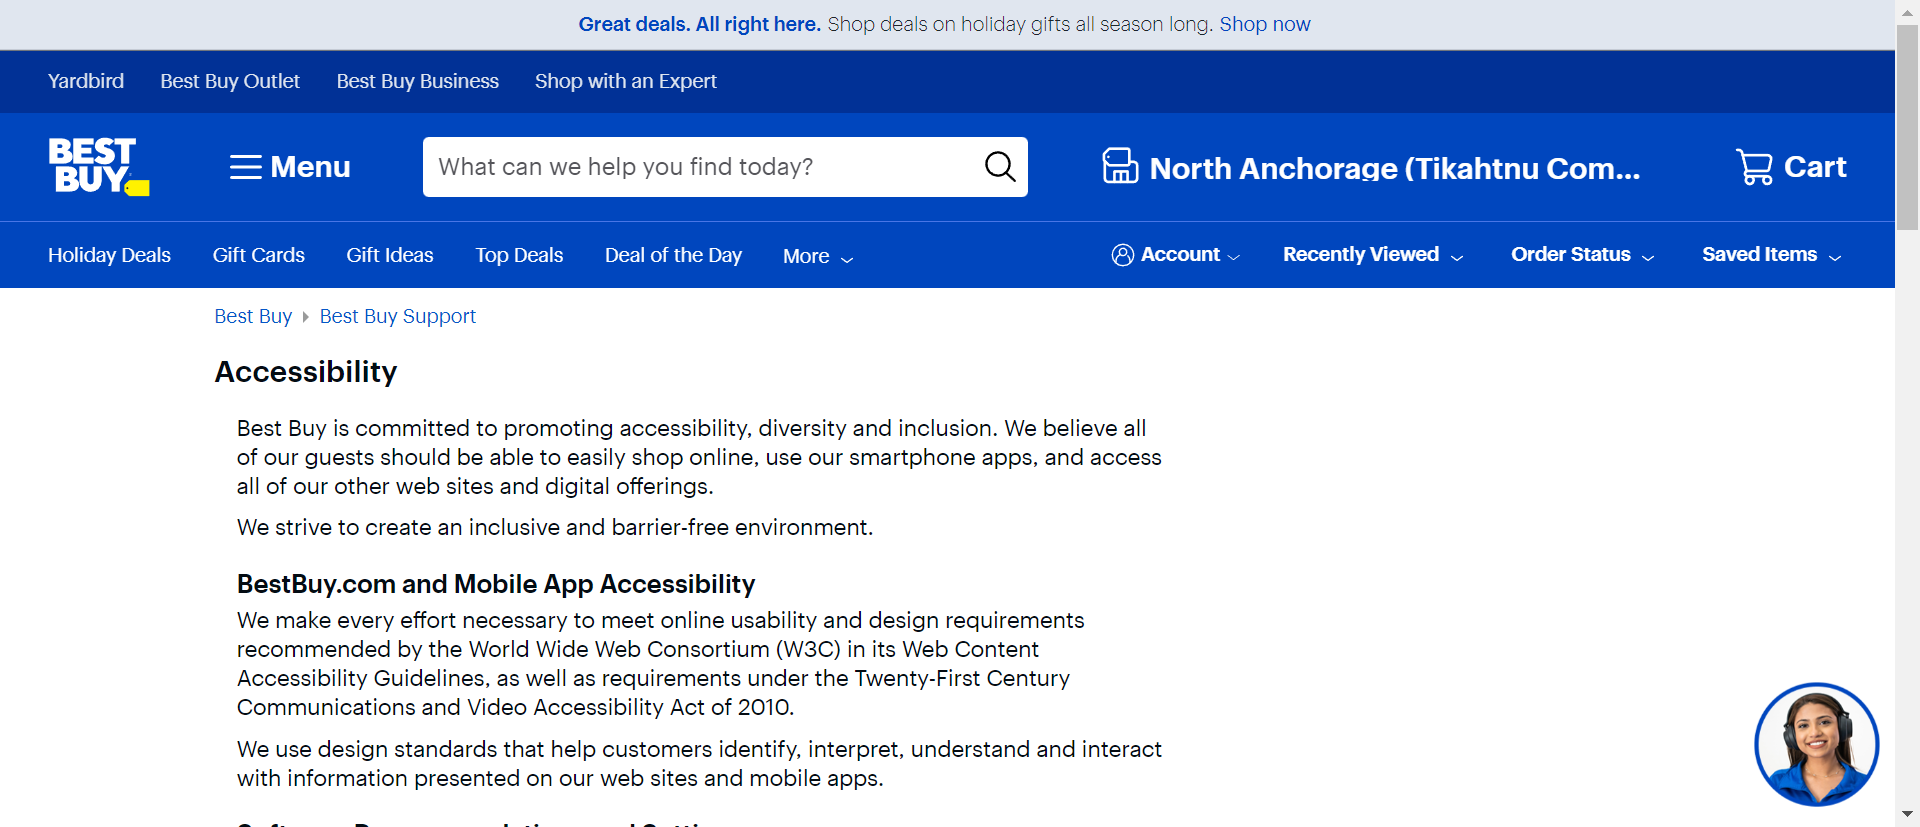 Great deals. All right here. Shop deals on holiday gifts all season long. Shop now
Yardbird Best Buy Outlet Best Buy Business Shop with an Expert
BEST BUY
Menu
What can we help you find today?
North Anchorage (Tikahtnu Com...
Cart
Holiday Deals Gift Cards Gift Ideas Top Deals Deal of the Day More Account Recently Viewed Order Status Saved Items
Best Buy Best Buy Support
Accessibility
Best Buy is committed to promoting accessibility, diversity and inclusion. We believe all
of our guests should be able to easily shop online, use our smartphone apps, and access
all of our other web sites and digital offerings.
We strive to create an inclusive and barrier-free environment.
BestBuy.com and Mobile App Accessibility
We make every effort necessary to meet online usability and design requirements
recommended by the World Wide Web Consortium (W3C) in its Web Content
Accessibility Guidelines, as well as requirements under the Twenty-First Century
Communications and Video Accessibility Act of 2010.
We use design standards that help customers identify, interpret, understand and interact
with information presented on our web sites and mobile apps.